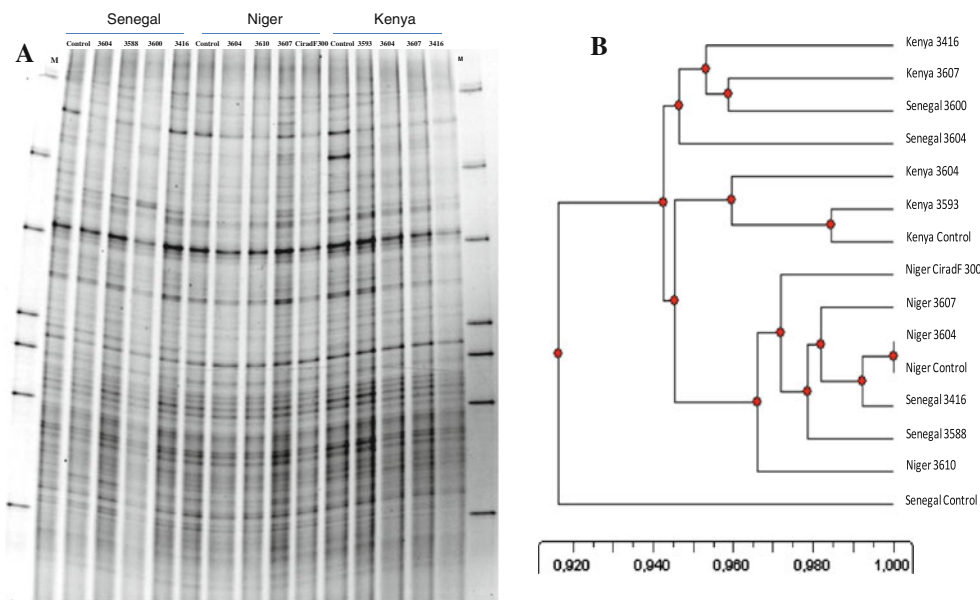 Senegal Niger Kenya
A
Control 3604 3588 3600 3416 Control 3604 3610 3607 CiradF300 Control 3593 3604 3607 3416
M M
B
Kenya 3416
Kenya 3607
Senegal 3600
Senegal 3604
Kenya 3604
Kenya 3593
Kenya Control
Niger CiradF 300
Niger 3607
Niger 3604
Niger Control
Senegal 3416
Senegal 3588
Niger 3610
Senegal Control
0,920 0,940 0,960 0,980 1,000